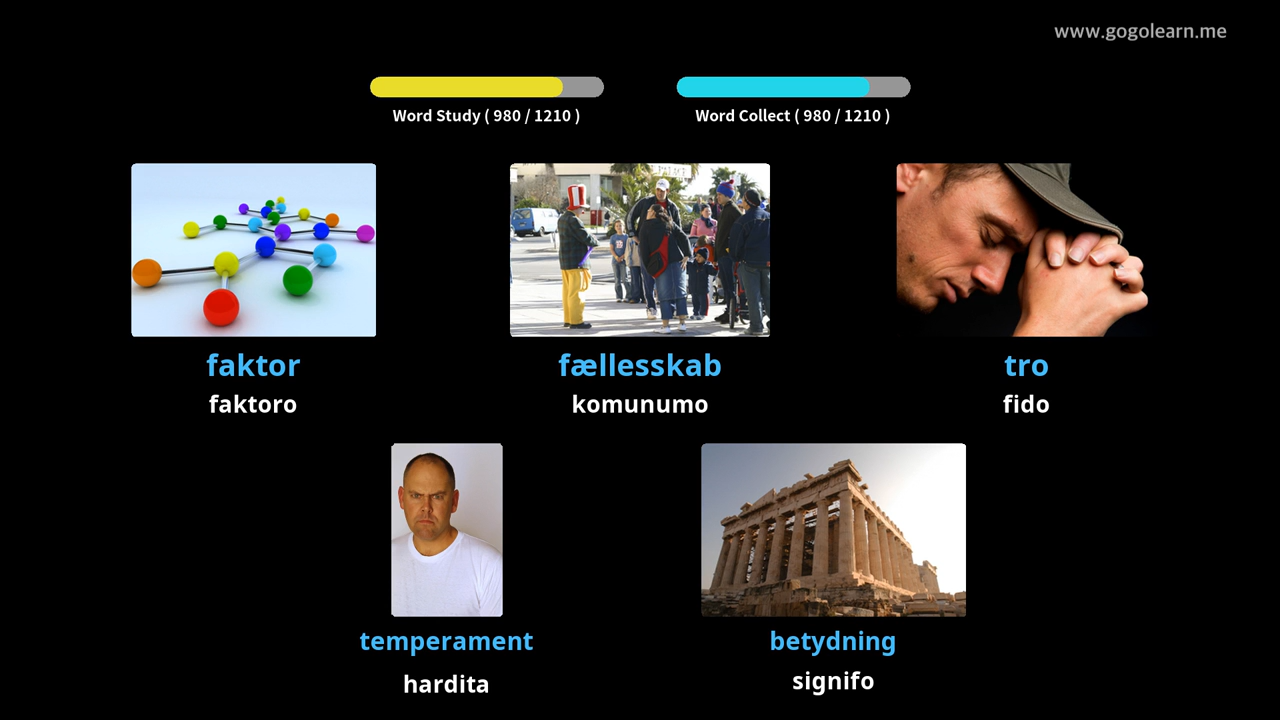 www.gogolearn.me
Word Study ( 980 / 1210 )
Word Collect ( 980 / 1210 )
faktor
faktoro
fællesskab
komunumo
tro
fido
temperament
hardita
betydning
signifo